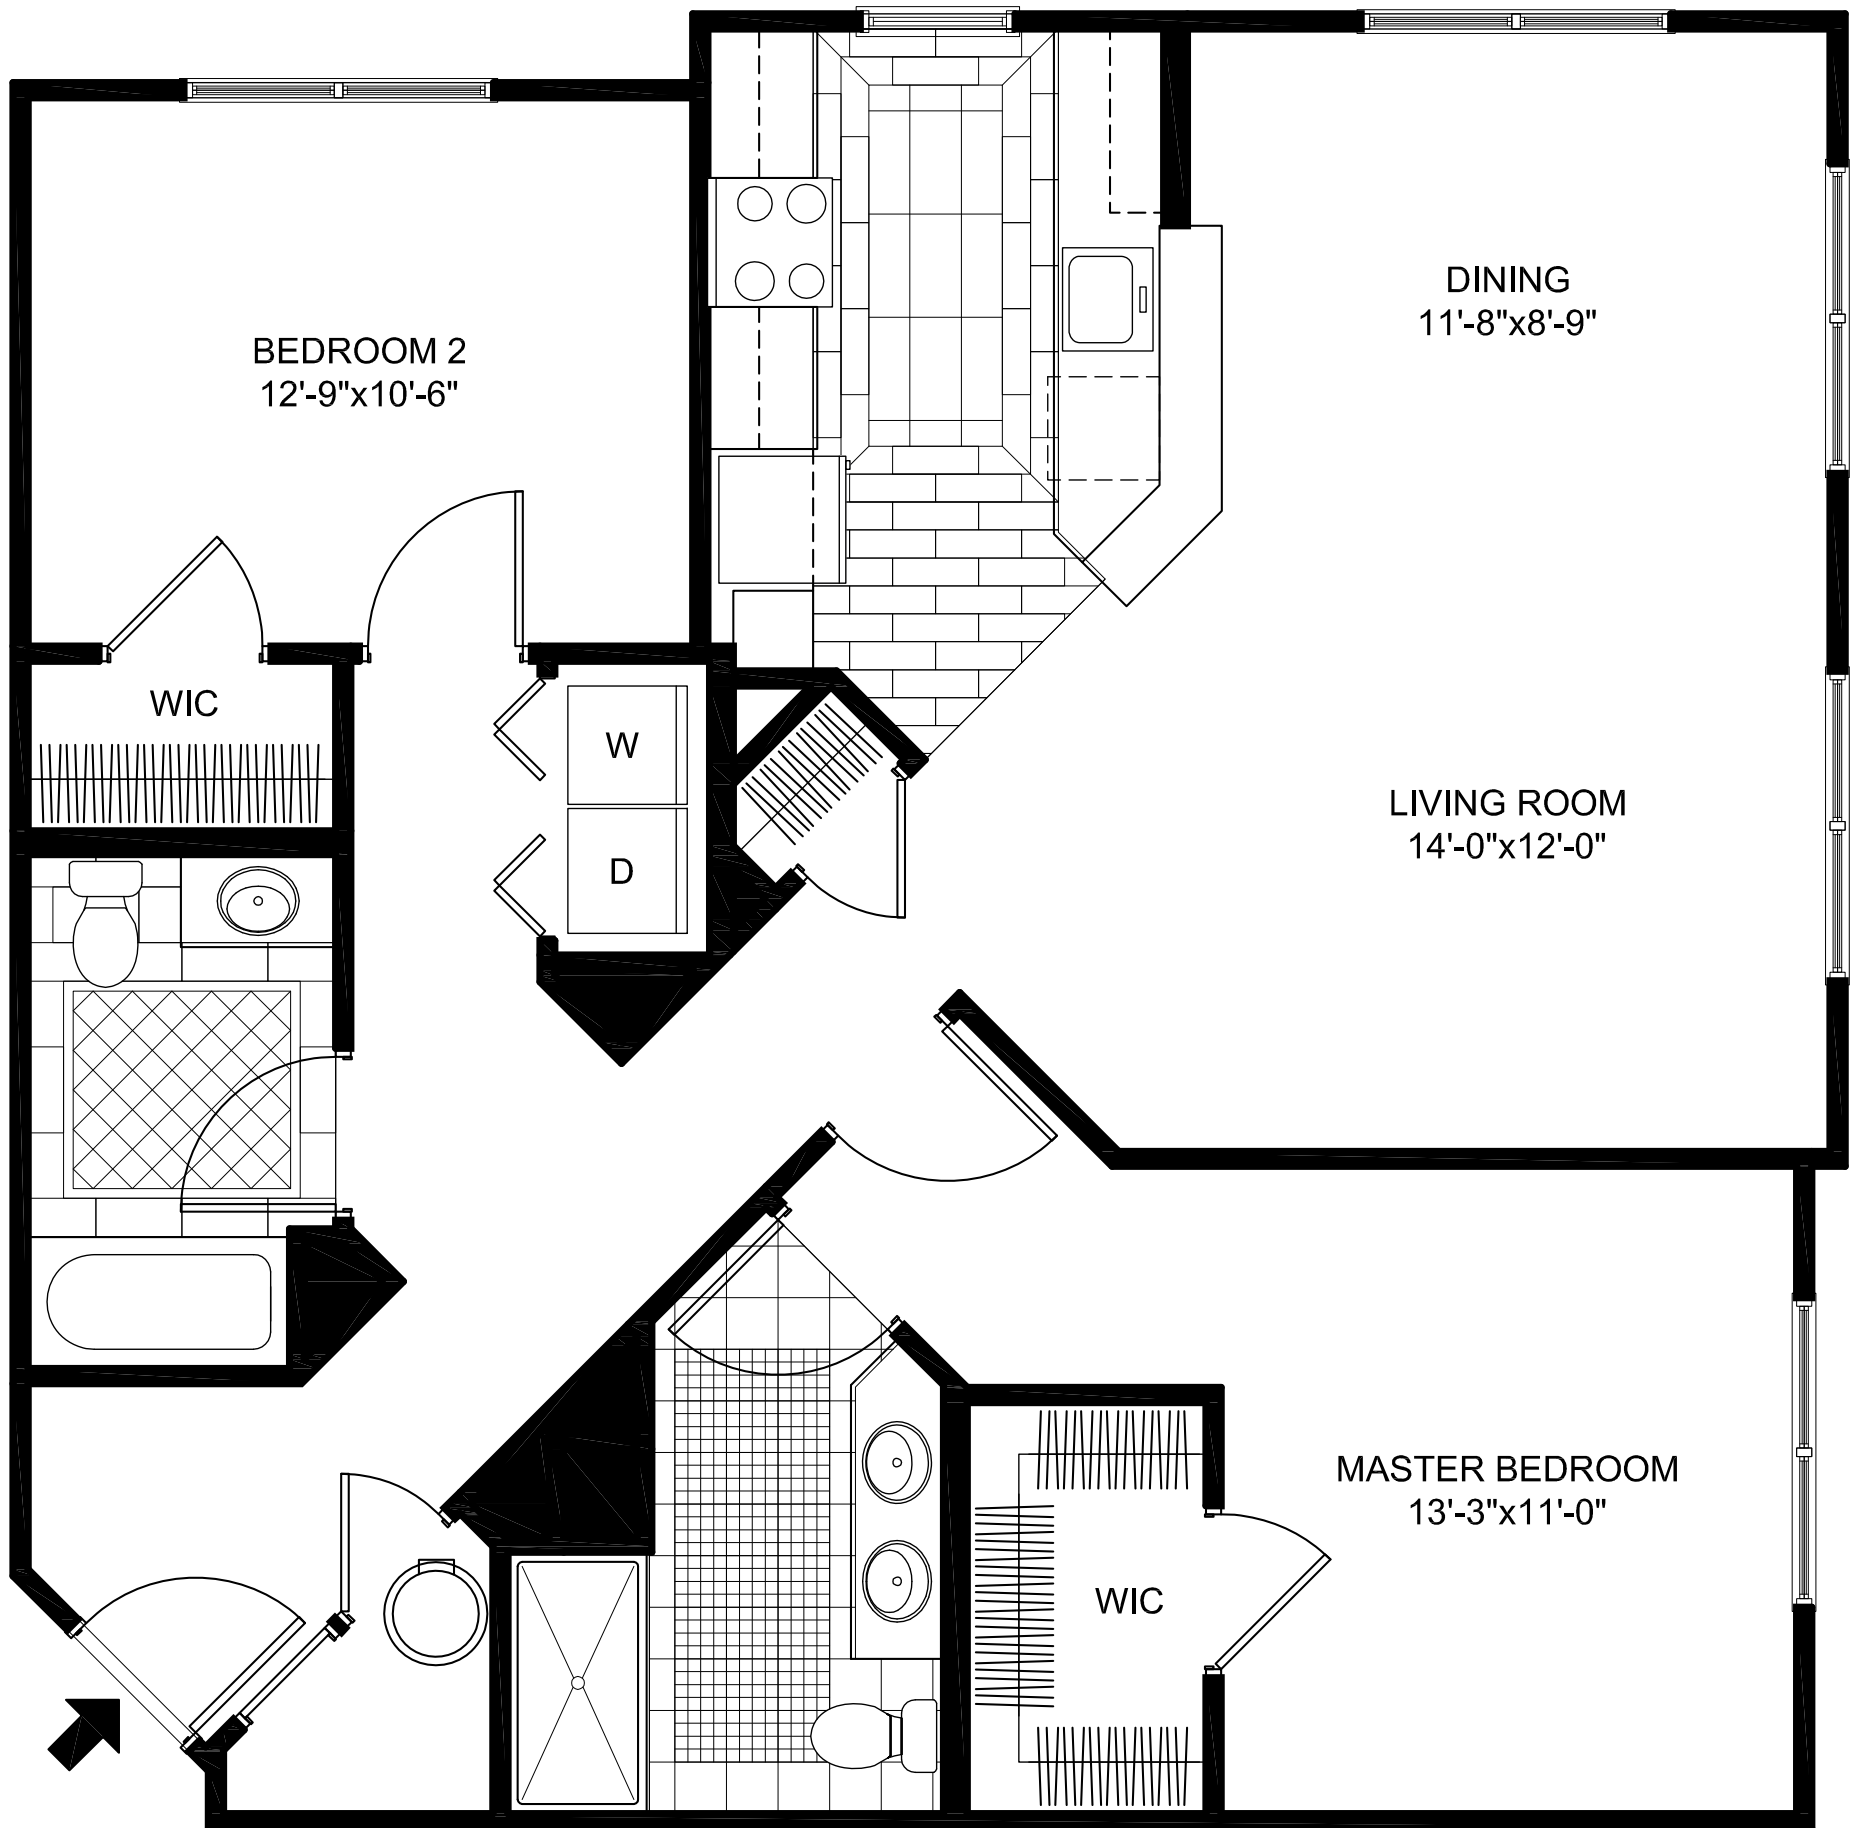 DINING
11'-8"x8'-9"
BEDROOM 2
12'-9"x10'-6"
WIC
W
D
LIVING ROOM
14'-0"x12'-0"
MASTER BEDROOM
13'-3"x11'-0"
WIC